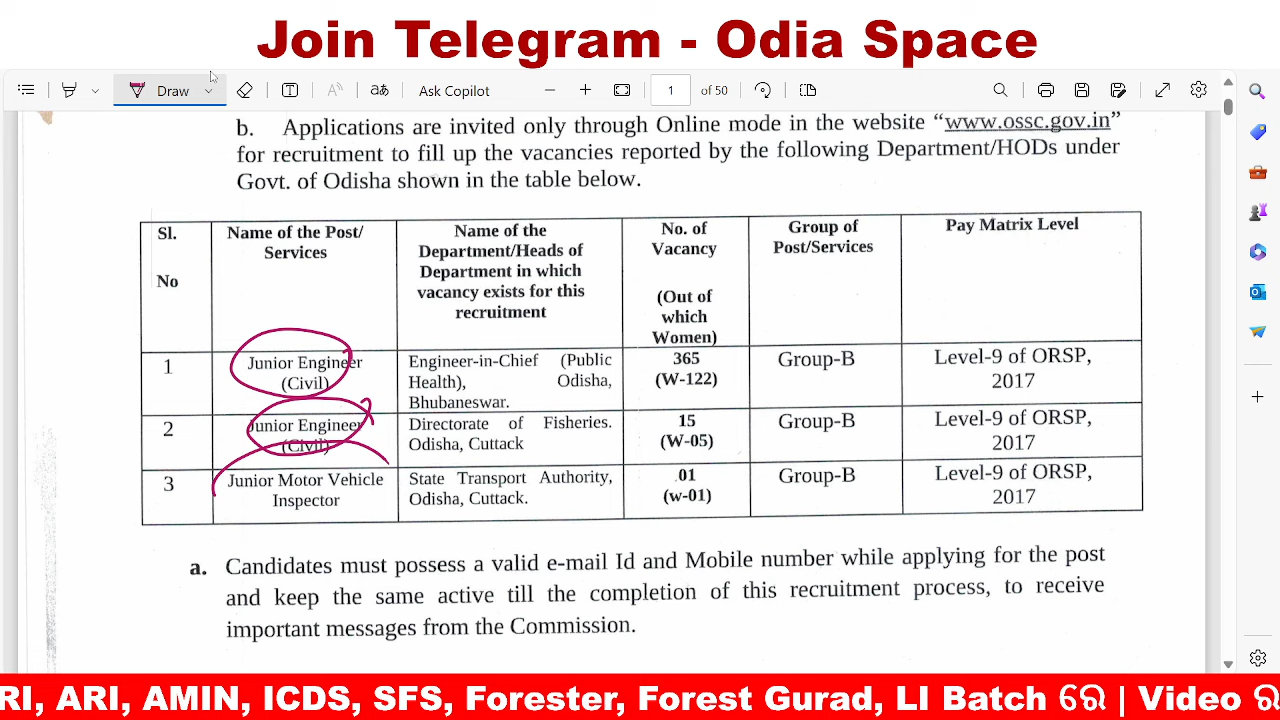 Join Telegram - Odia Space
Draw
Ask Copilot
1 of 50
b. Applications are invited only through Online mode in the website “www.ossc.gov.in”
for recruitment to fill up the vacancies reported by the following Department/HODs under
Govt. of Odisha shown in the table below.
Sl.
No
Name of the Post/
Services
Name of the
Department/Heads of
Department in which
vacancy exists for this
recruitment
No. of
Vacancy
(Out of
which
Women)
Group of
Post/Services
Pay Matrix Level
1
Junior Engineer
(Civil)
Engineer-in-Chief (Public
Health), Odisha,
Bhubaneswar.
365
(W-122)
Group-B
Level-9 of ORSP,
2017
2
Junior Engineer
(Civil)
Directorate of Fisheries.
Odisha, Cuttack
15
(W-05)
Group-B
Level-9 of ORSP,
2017
3
Junior Motor Vehicle
Inspector
State Transport Authority,
Odisha, Cuttack.
01
(w-01)
Group-B
Level-9 of ORSP,
2017
a. Candidates must possess a valid e-mail Id and Mobile number while applying for the post
and keep the same active till the completion of this recruitment process, to receive
important messages from the Commission.
RI, ARI, AMIN, ICDS, SFS, Forester, Forest Gurad, LI Batch ରେ | Video ର